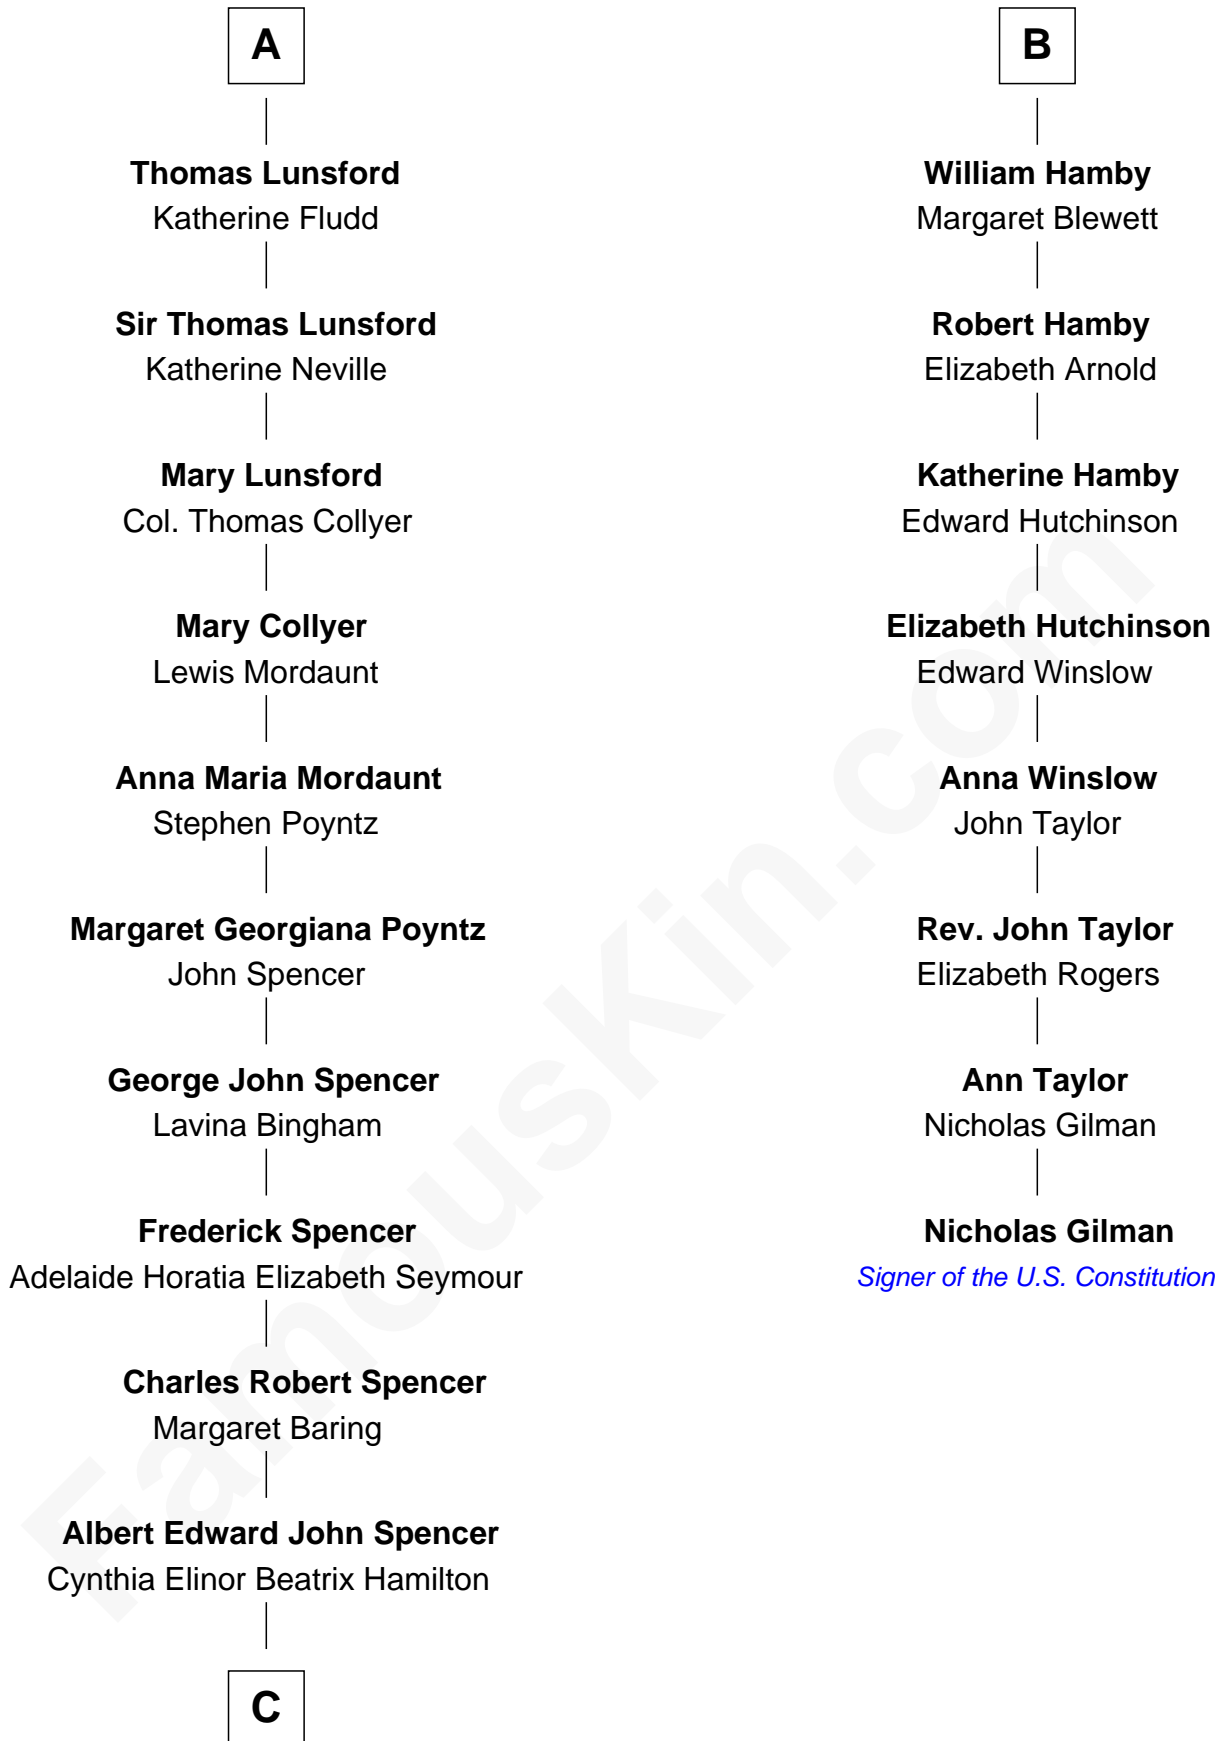 A
Thomas Lunsford
Katherine Fludd
Sir Thomas Lunsford
Katherine Neville
Mary Lunsford
Col. Thomas Collyer
Mary Collyer
Lewis Mordaunt
Anna Maria Mordaunt
Stephen Poyntz
Margaret Georgiana Poyntz
John Spencer
George John Spencer
Lavina Bingham
Frederick Spencer
Adelaide Horatia Elizabeth Seymour
Charles Robert Spencer
Margaret Baring
Albert Edward John Spencer
Cynthia Elinor Beatrix Hamilton
C
B
William Hamby
Margaret Blewett
Robert Hamby
Elizabeth Arnold
Katherine Hamby
Edward Hutchinson
Elizabeth Hutchinson
Edward Winslow
Anna Winslow
John Taylor
Rev. John Taylor
Elizabeth Rogers
Ann Taylor
Nicholas Gilman
Nicholas Gilman
Signer of the U.S. Constitution
FamousKin.com